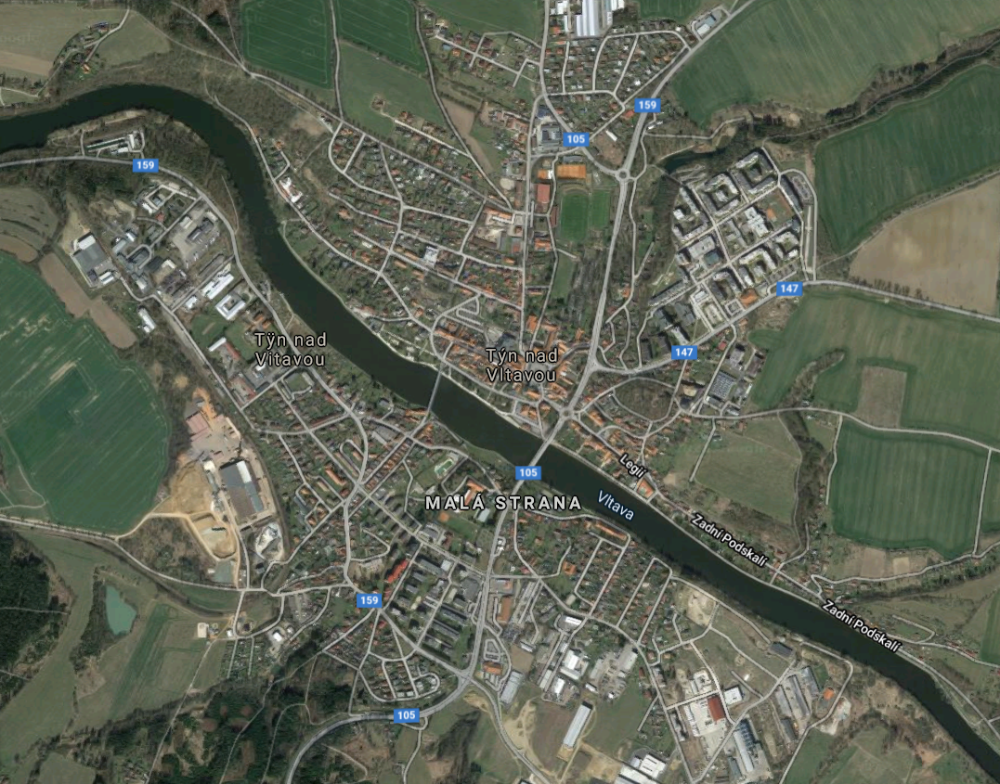 159
105
159
147
Týn nad
Vltavou
Týn nad
Vltavou
147
Legií
105
MALÁ STRANA
Vltava
Zadní Podskalí
159
Zadní Podskalí
105